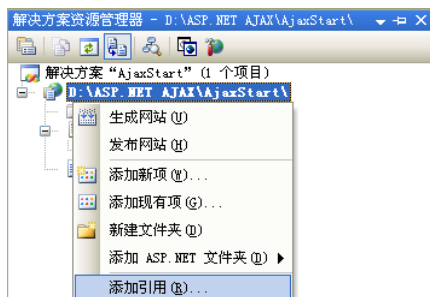 解决方案资源管理器 - D:\ASP.NET AJAX\AjaxStart\
解决方案 “AjaxStart” (1 个项目)
D:\ASP.NET AJAX\AjaxStart\
生成网站(U)
发布网站(H)
添加新项(W)...
添加现有项(G)...
新建文件夹(D)
添加 ASP.NET 文件夹(D)
添加引用(R)...